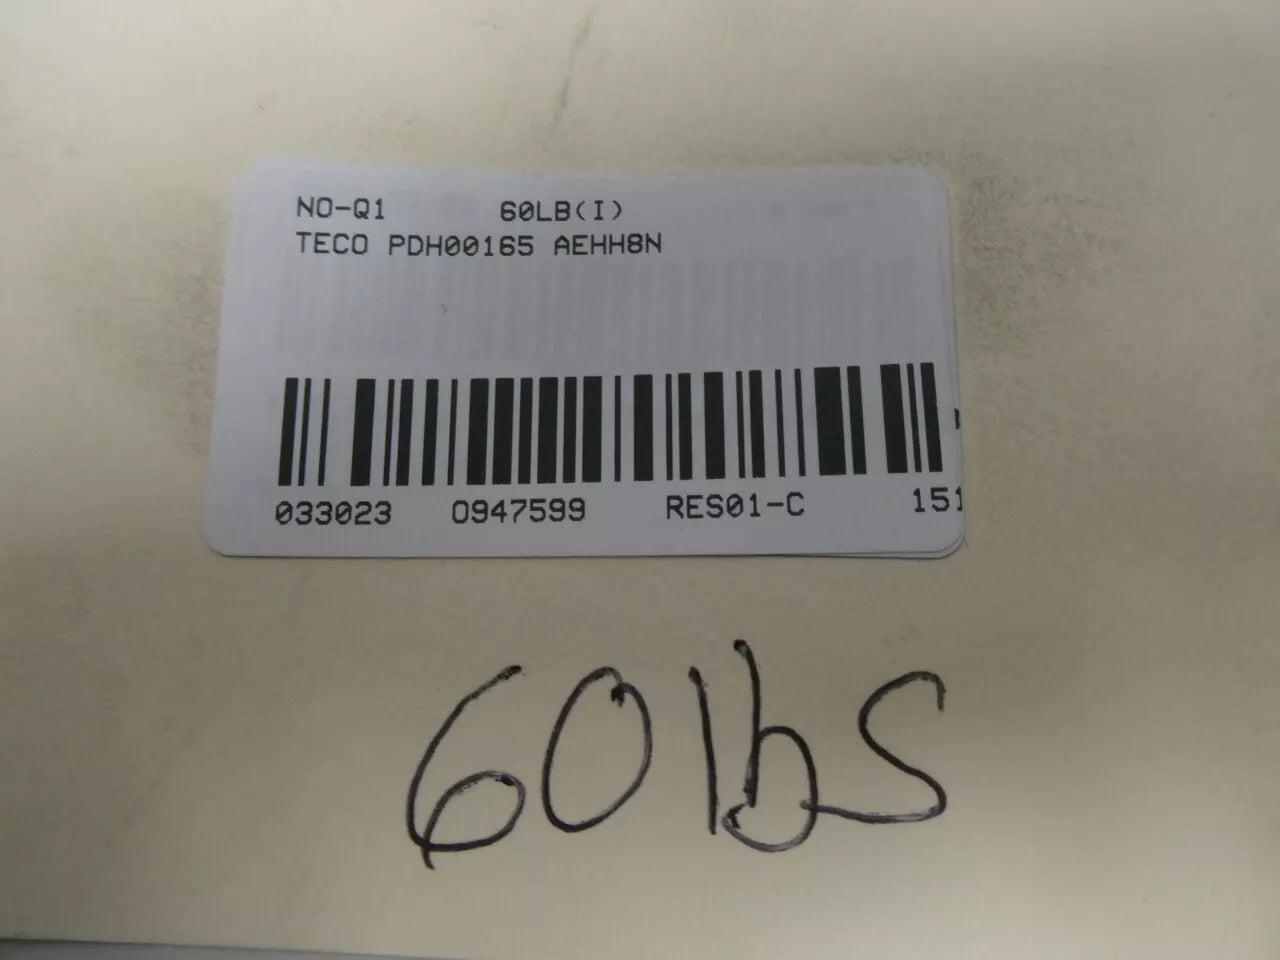 NO-Q1 60LB(I)
TECO PDH00165 AEHH8N
033023 0947599 RES01-C 151
60lbs